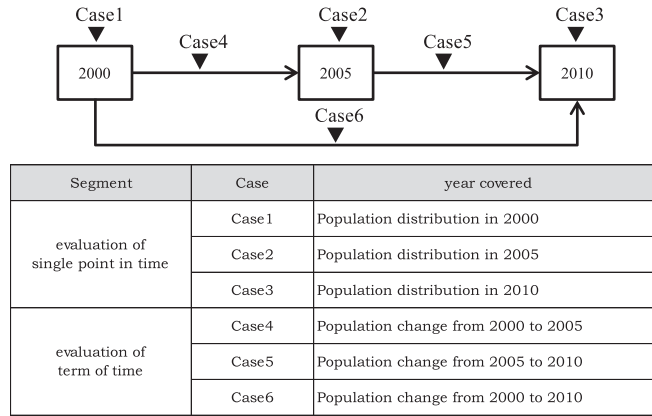 Case1
Case2
Case3
Case4
Case5
2000
2005
2010
Case6
Segment
Case
year covered
evaluation of
single point in time
Case1
Population distribution in 2000
Case2
Population distribution in 2005
Case3
Population distribution in 2010
evaluation of
term of time
Case4
Population change from 2000 to 2005
Case5
Population change from 2005 to 2010
Case6
Population change from 2000 to 2010